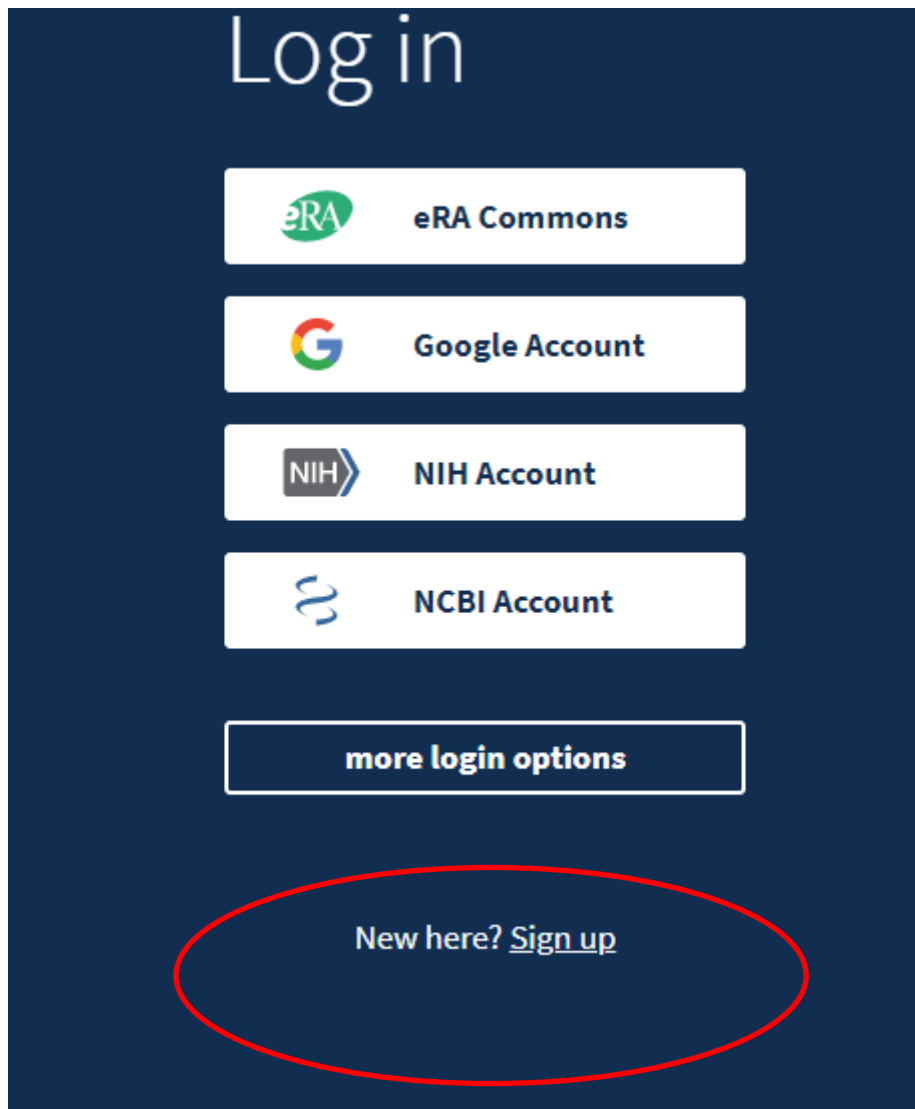 Log in
eRA eRA Commons
G Google Account
NIH NIH Account
NCBI Account
more login options
New here? Sign up